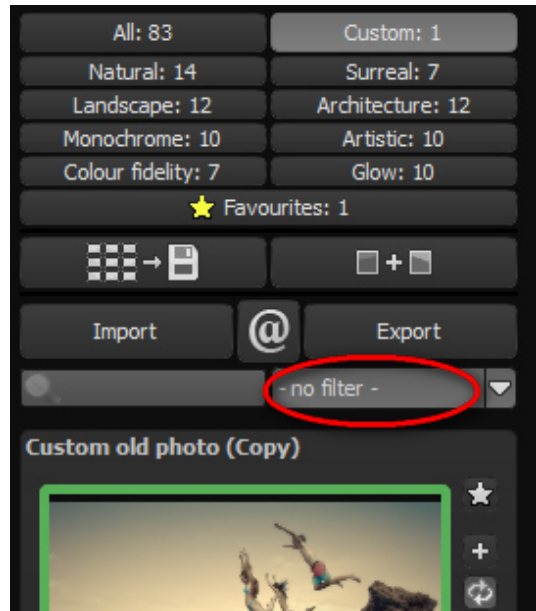 All: 83
Custom: 1
Natural: 14
Surreal: 7
Landscape: 12
Architecture: 12
Monochrome: 10
Artistic: 10
Colour fidelity: 7
Glow: 10
Favourites: 1
Import
@
Export
- no filter -
Custom old photo (Copy)